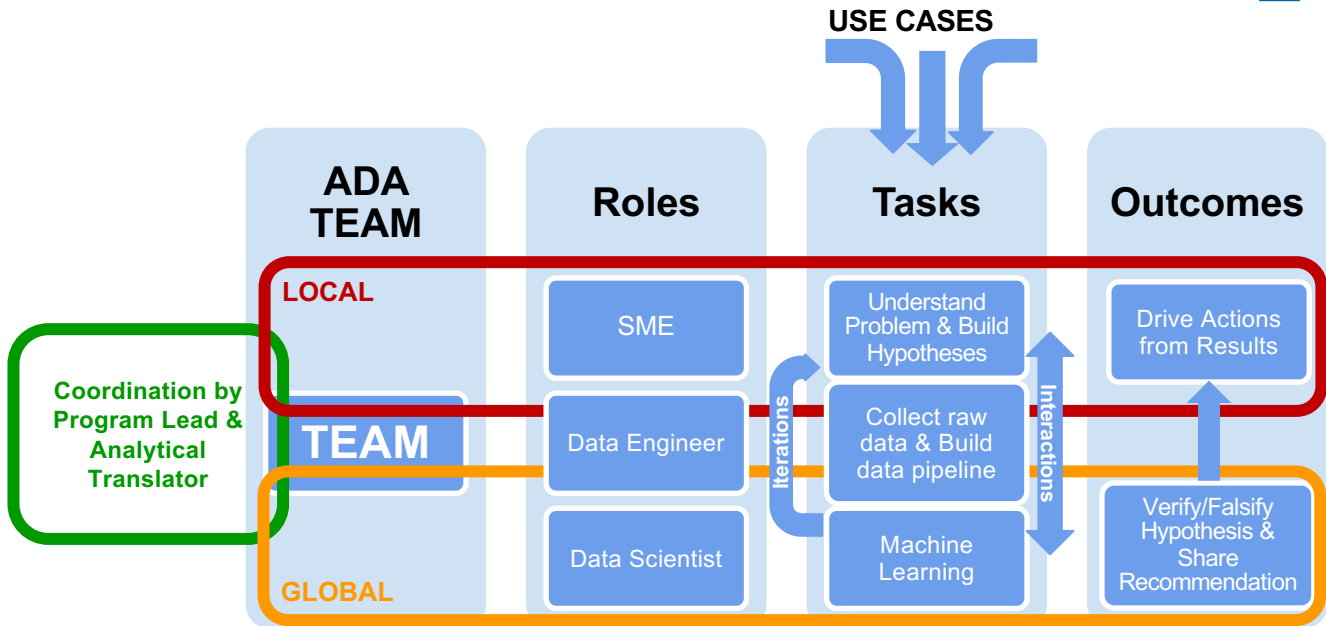 USE CASES
ADA
TEAM
Roles
Tasks
Outcomes
LOCAL
SME
Understand
Problem & Build
Hypotheses
Drive Actions
from Results
Coordination by
Program Lead &
Analytical
Translator
TEAM
Data Engineer
Iterations
Collect raw
data & Build
data pipeline
Interactions
GLOBAL
Data Scientist
Machine
Learning
Verify/Falsify
Hypothesis &
Share
Recommendation